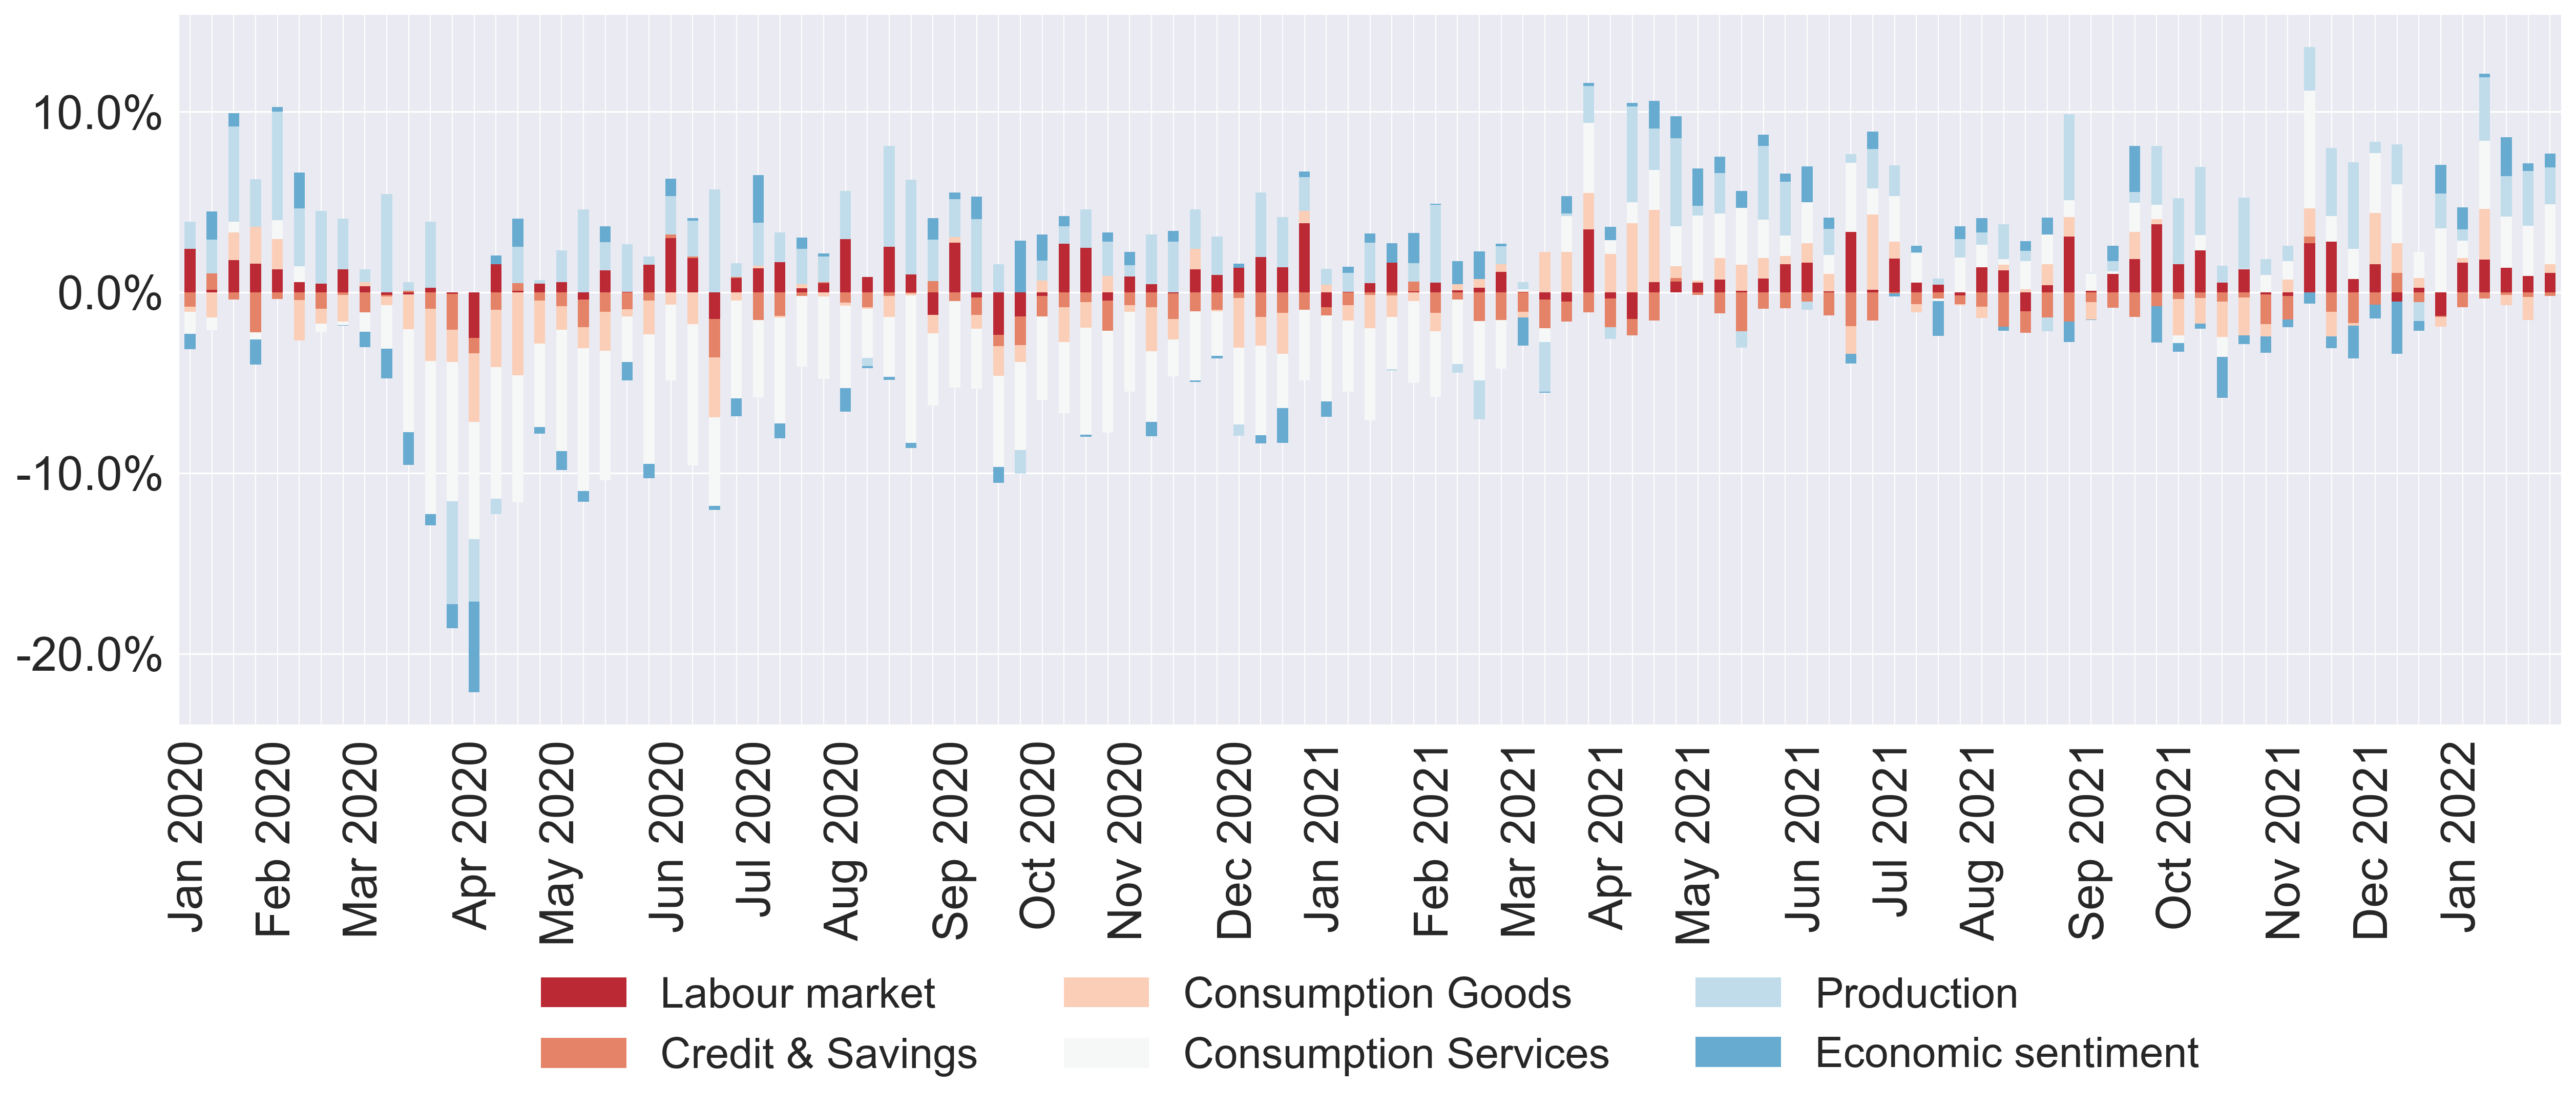 10.0%
0.0%
-10.0%
-20.0%
Jan 2020
Feb 2020
Mar 2020
Apr 2020
May 2020
Jun 2020
Jul 2020
Aug 2020
Sep 2020
Oct 2020
Nov 2020
Dec 2020
Jan 2021
Feb 2021
Mar 2021
Apr 2021
May 2021
Jun 2021
Jul 2021
Aug 2021
Sep 2021
Oct 2021
Nov 2021
Dec 2021
Jan 2022
Labour market
Credit & Savings
Consumption Goods
Consumption Services
Production
Economic sentiment